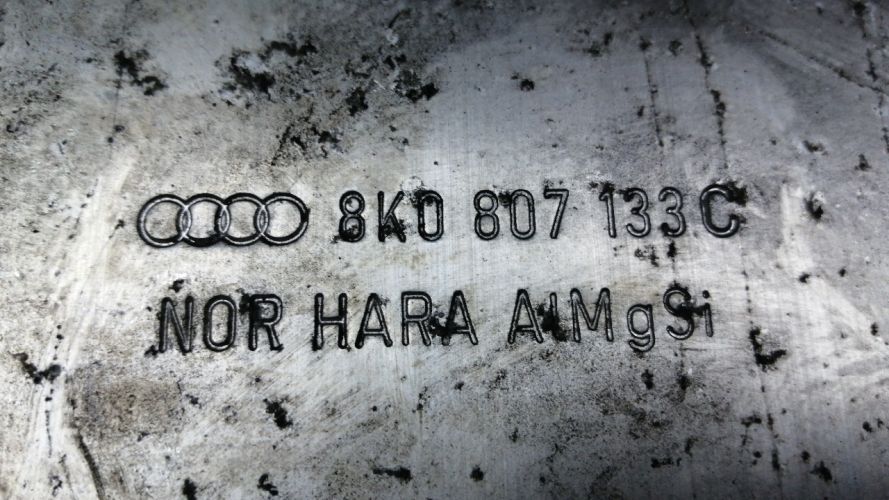 8K0 807 133C
NOR HARA AlMgSi